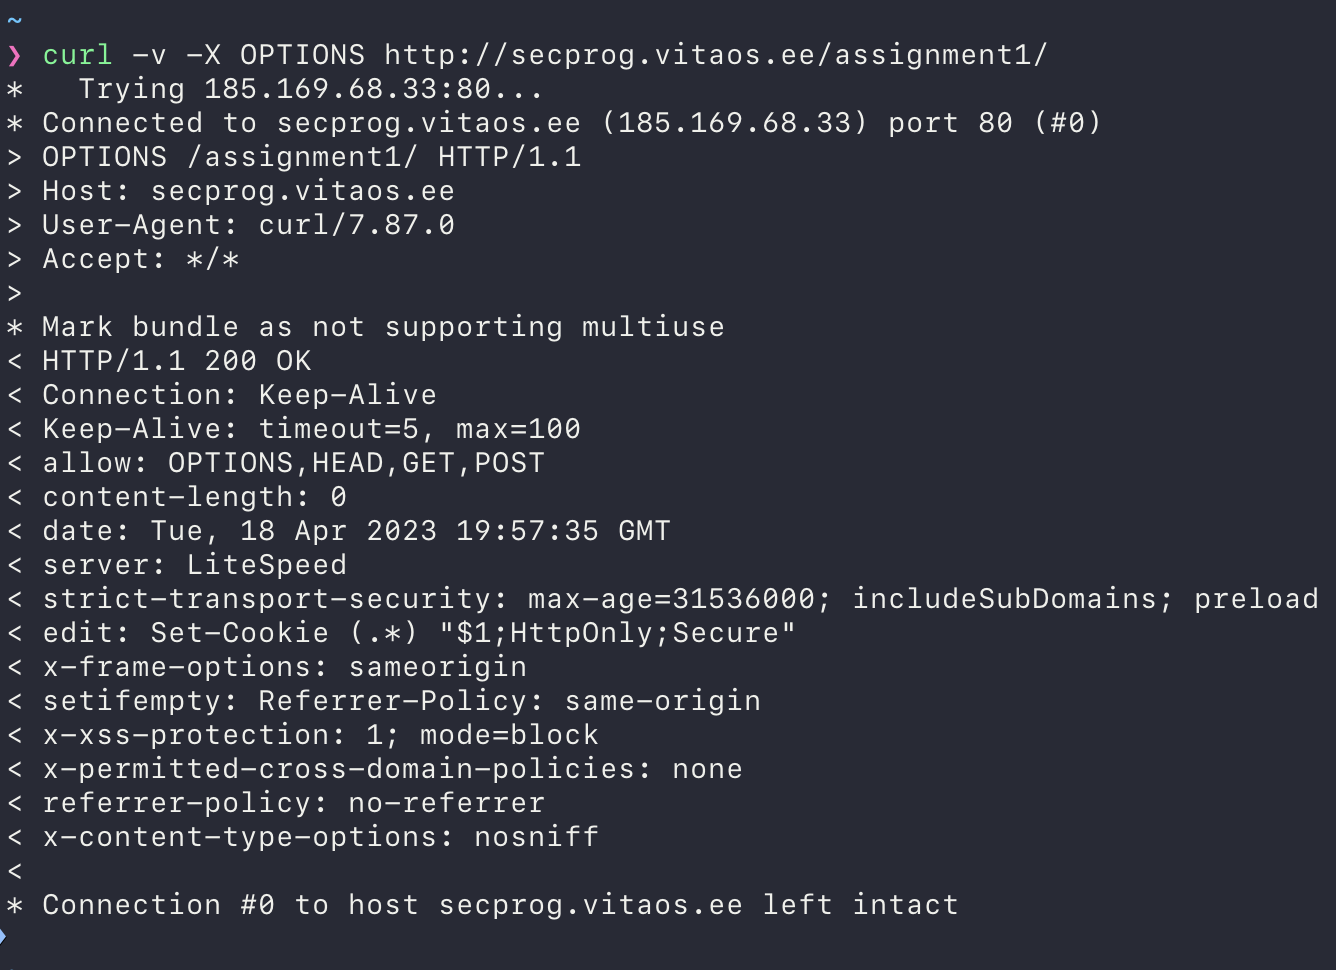 ~
❯ curl -v -X OPTIONS http://secprog.vitaos.ee/assignment1/
*   Trying 185.169.68.33:80...
* Connected to secprog.vitaos.ee (185.169.68.33) port 80 (#0)
> OPTIONS /assignment1/ HTTP/1.1
> Host: secprog.vitaos.ee
> User-Agent: curl/7.87.0
> Accept: */*
>
* Mark bundle as not supporting multiuse
< HTTP/1.1 200 OK
< Connection: Keep-Alive
< Keep-Alive: timeout=5, max=100
< allow: OPTIONS,HEAD,GET,POST
< content-length: 0
< date: Tue, 18 Apr 2023 19:57:35 GMT
< server: LiteSpeed
< strict-transport-security: max-age=31536000; includeSubDomains; preload
< edit: Set-Cookie (.*) "$1;HttpOnly;Secure"
< x-frame-options: sameorigin
< setifempty: Referrer-Policy: same-origin
< x-xss-protection: 1; mode=block
< x-permitted-cross-domain-policies: none
< referrer-policy: no-referrer
< x-content-type-options: nosniff
<
* Connection #0 to host secprog.vitaos.ee left intact